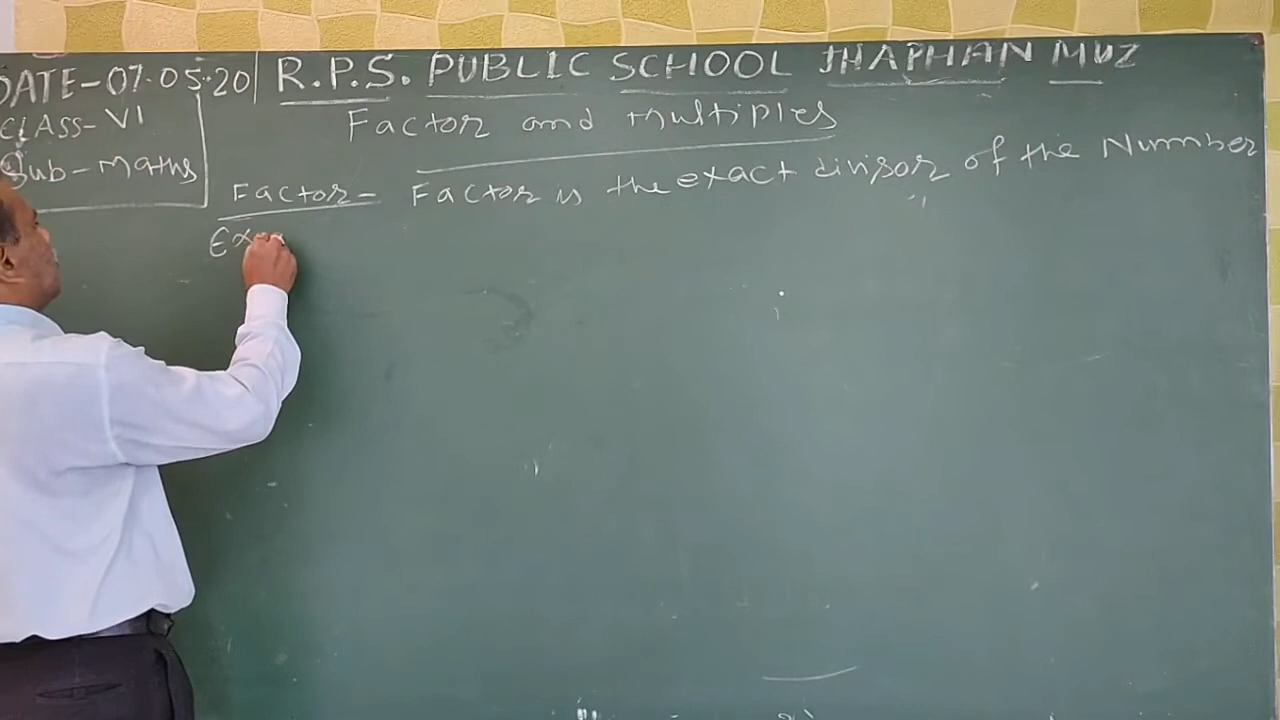 DATE-07.05.20 R.P.S. PUBLIC SCHOOL JHAPHAN MUZ
CLASS-VI
Sub-Maths
Factor and Multiples
Factor- Factor is the exact divisor of the Number
Exa